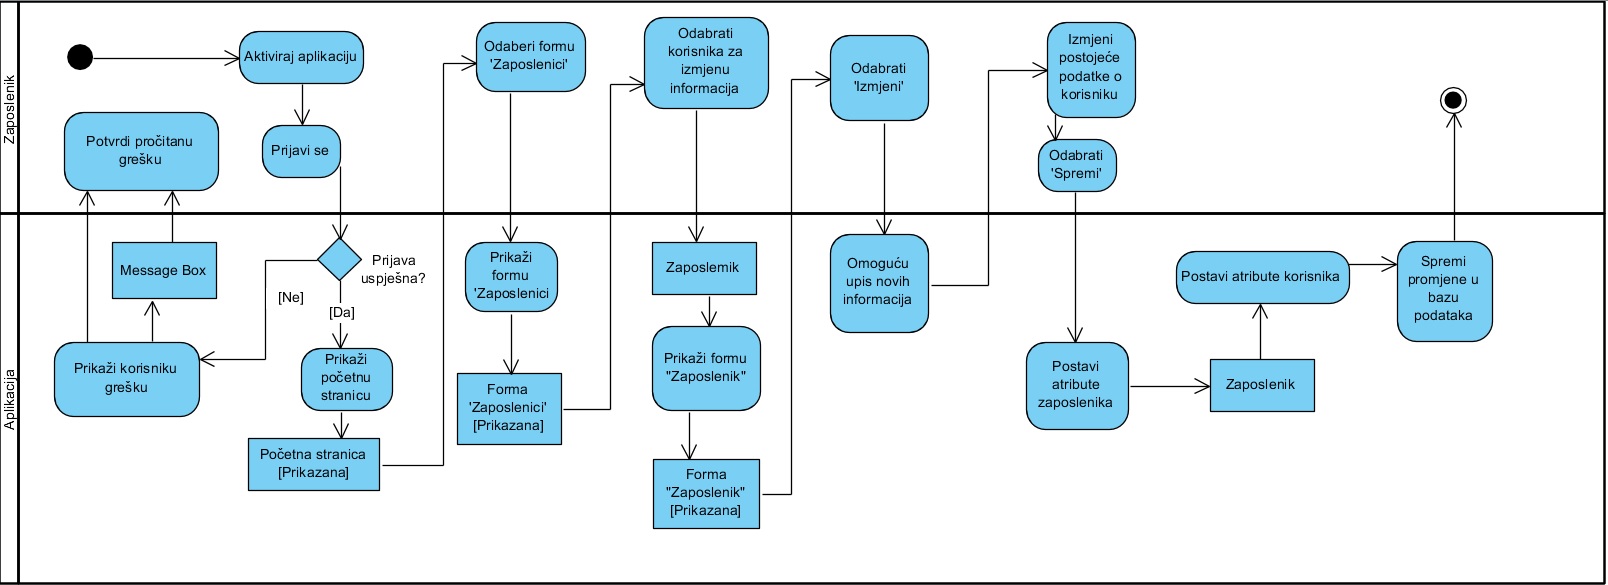 Zaposlenik
Aktiviraj aplikaciju
Prijavi se
Potvrdi pročitanu
grešku
Odaberi formu
'Zaposlenici'
Odabrati
korisnika za
izmjenu
informacija
Odabrati
'Izmjeni'
Izmjeni
postojeće
podatke o
korisniku
Odabrati
'Spremi'
Aplikacija
Message Box
Prikaži korisniku
grešku
Prijava
uspješna?
[Ne]
[Da]
Prikaži
početnu
stranicu
Početna stranica
[Prikazana]
Prikaži
formu
'Zaposlenici
Forma
'Zaposlenici'
[Prikazana]
Zaposlemik
Prikaži formu
"Zaposlenik"
Forma
"Zaposlenik"
[Prikazana]
Omoguću
upis novih
informacija
Postavi
atribute
zaposlenika
Zaposlenik
Postavi atribute korisnika
Spremi
promjene u
bazu
podataka